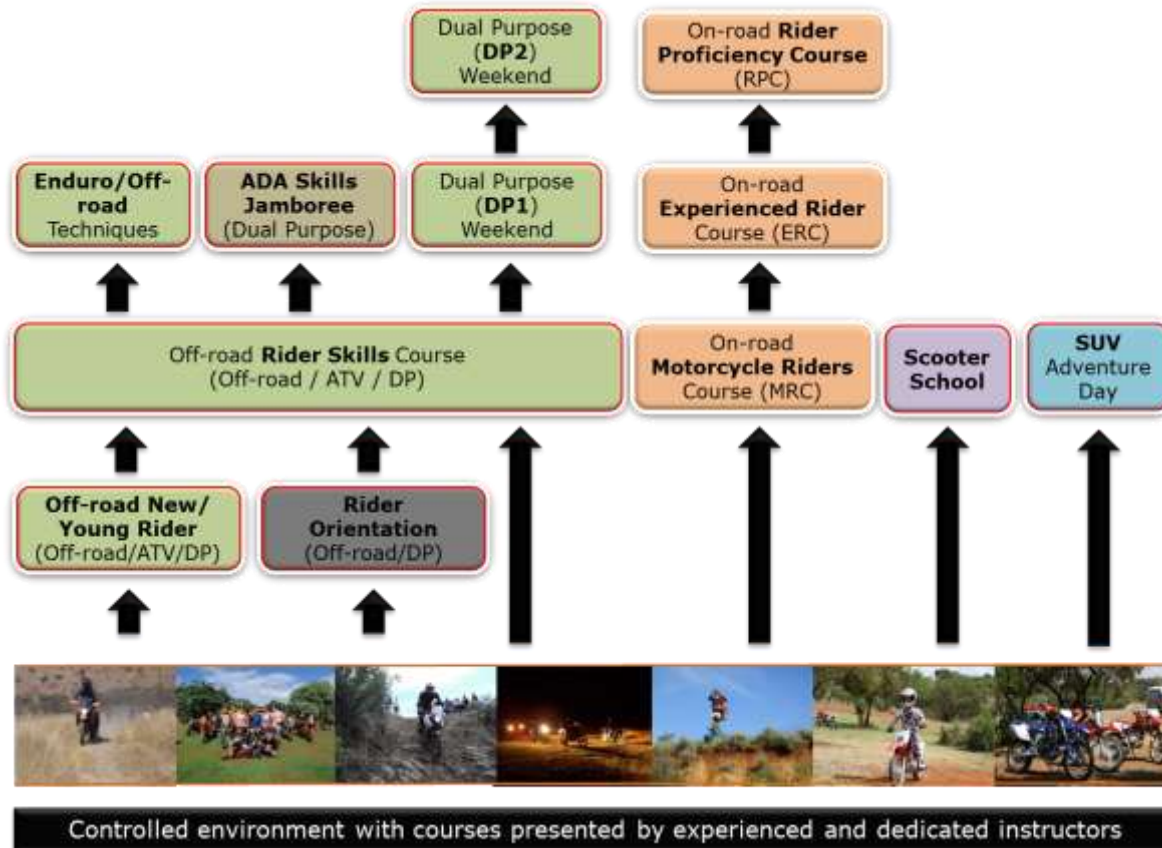 Dual Purpose
(DP2)
Weekend
On-road Rider
Proficiency Course
(RPC)
Enduro/Off-
road
Techniques
ADA Skills
Jamboree
(Dual Purpose)
Dual Purpose
(DP1)
Weekend
On-road
Experienced Rider
Course (ERC)
Off-road Rider Skills Course
(Off-road / ATV / DP)
On-road
Motorcycle Riders
Course (MRC)
Scooter
School
SUV
Adventure
Day
Off-road New/
Young Rider
(Off-road/ATV/DP)
Rider
Orientation
(Off-road/DP)
Controlled environment with courses presented by experienced and dedicated instructors